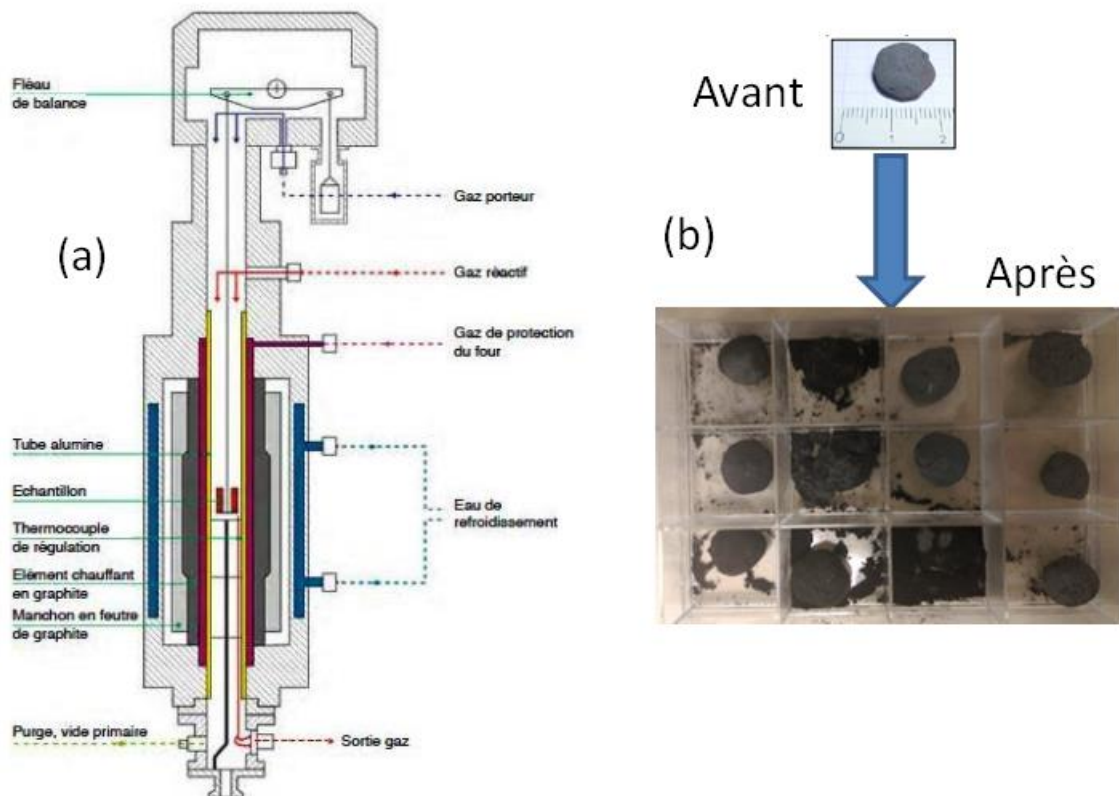 Fléau
de balance
Gaz porteur
(a)
Gaz réactif
Gaz de protection
du four
Tube alumine
Echantillon
Thermocouple
de régulation
Elément chauffant
en graphite
Manchon en feutre
de graphite
Eau de
refroidissement
Purge, vide primaire
Sortie gaz
Avant
0 1 2
(b)
Après